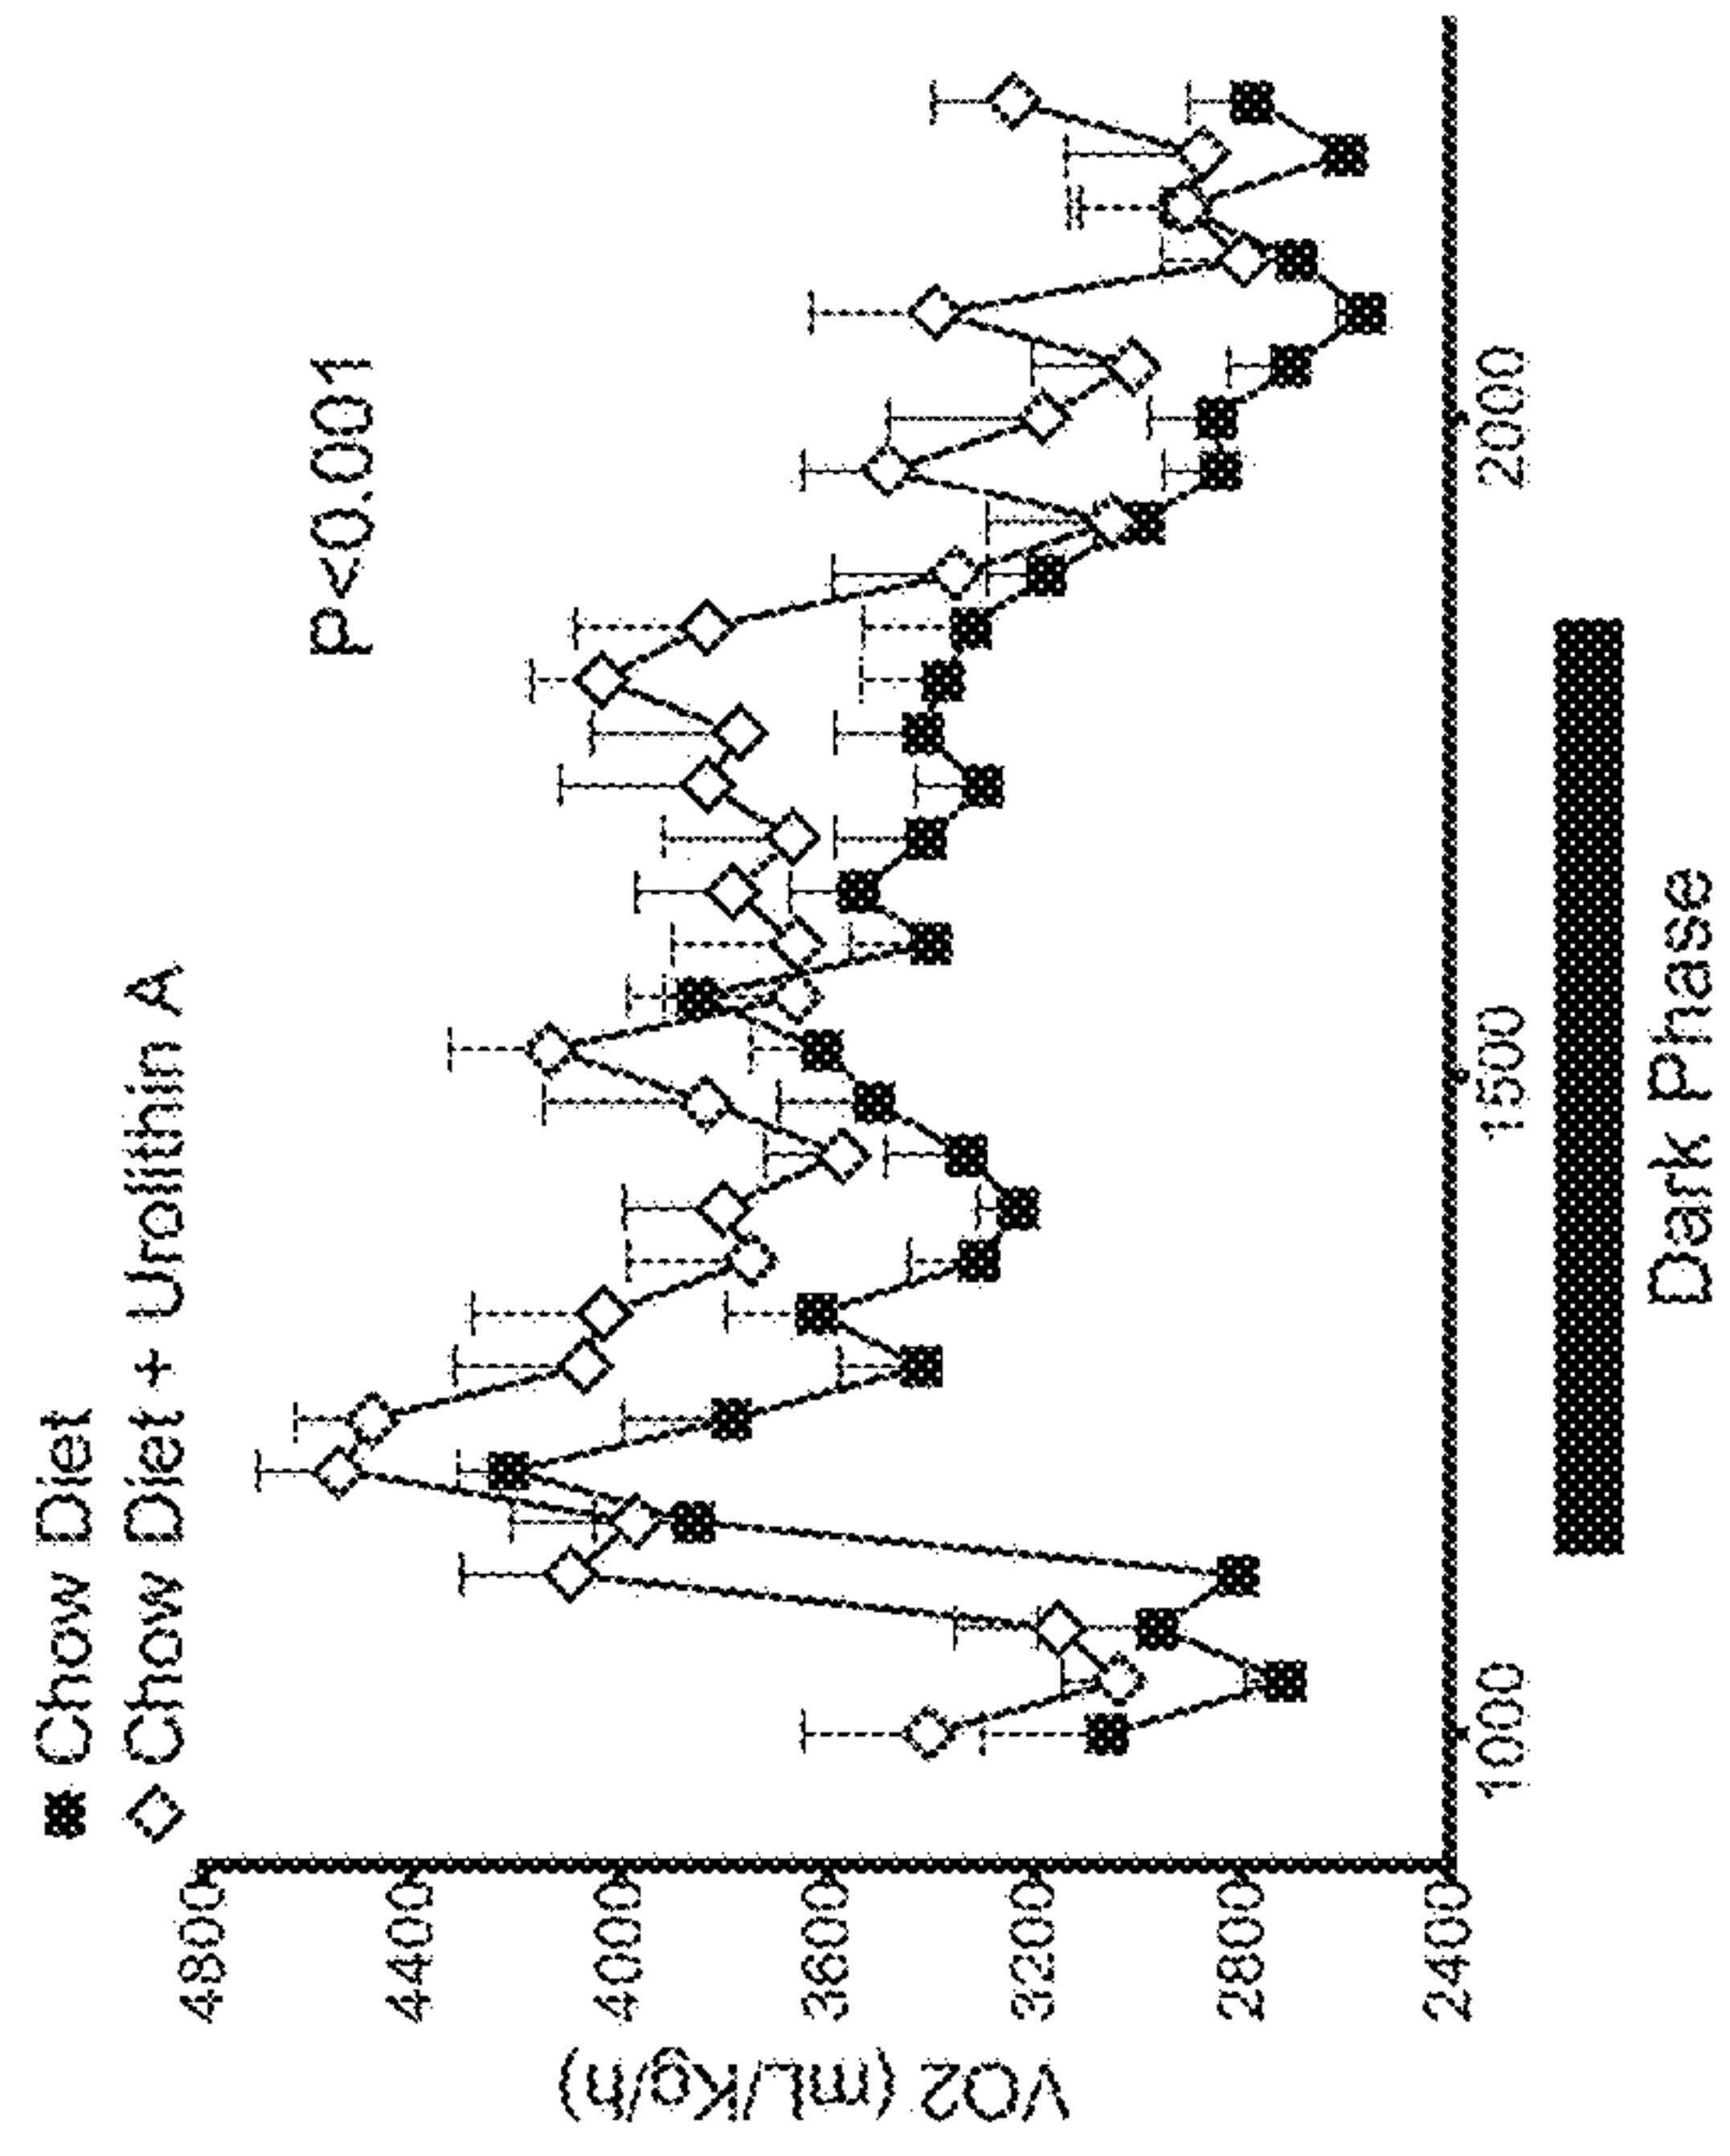 Chow Diet
Chow Diet + Urolithin A
P<0.001
VO2 (mL/Kg/h)
4800
4400
4000
3600
3200
2800
2400
1000
1500
2000
Dark Phase